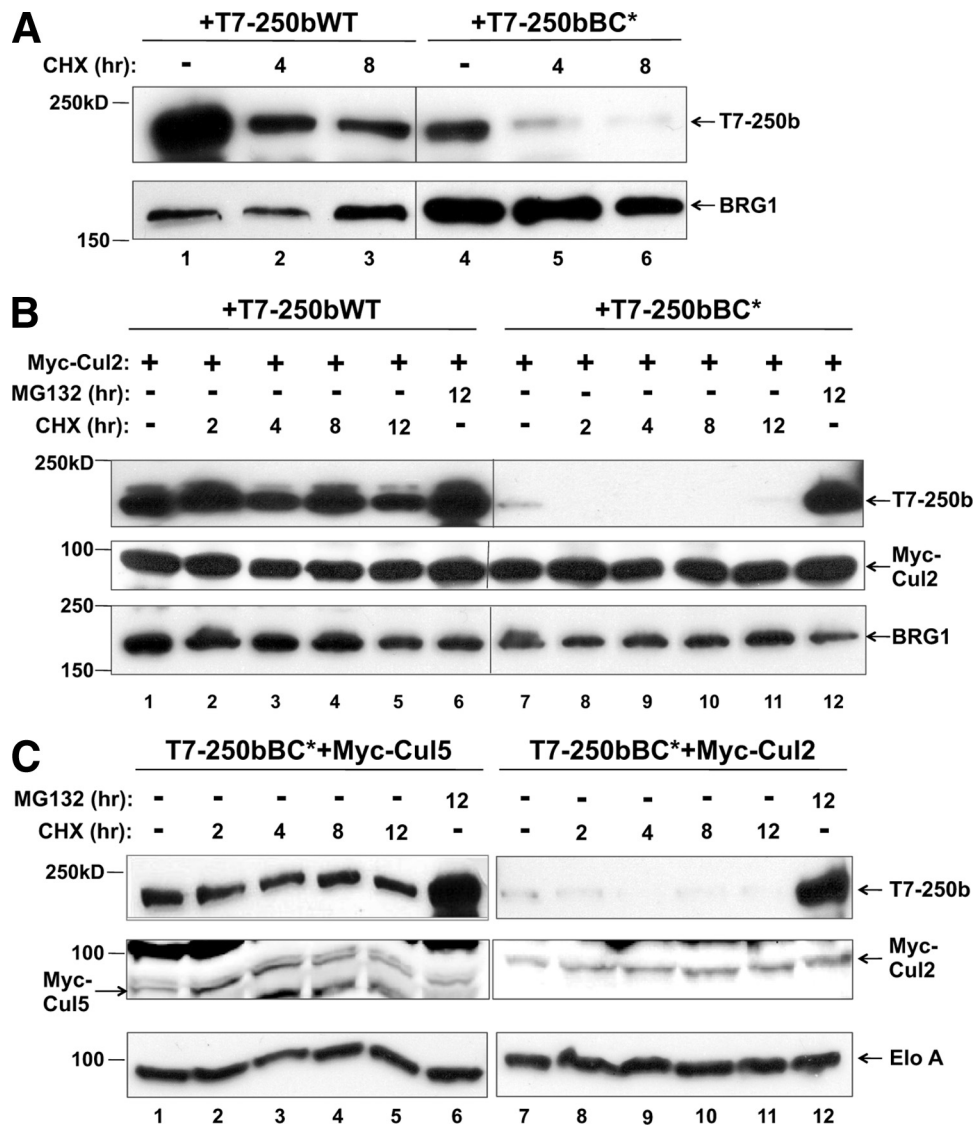 A
+T7-250bWT +T7-250bBC*
CHX (hr): - 4 8 - 4 8
250kD
T7-250b
BRG1
150
1 2 3 4 5 6
B
+T7-250bWT +T7-250bBC*
Myc-Cul2: + + + + + + + + + + + +
MG132 (hr): - - - - - 12 - - - - - 12
CHX (hr): - 2 4 8 12 - - 2 4 8 12 -
250kD
T7-250b
100
Myc-
Cul2
250
BRG1
150
1 2 3 4 5 6 7 8 9 10 11 12
C
T7-250bBC*+Myc-Cul5 T7-250bBC*+Myc-Cul2
MG132 (hr): - - - - - 12 - - - - - 12
CHX (hr): - 2 4 8 12 - - 2 4 8 12 -
250kD
T7-250b
100
Myc-
Cul2
Myc-
Cul5
100
Elo A
1 2 3 4 5 6 7 8 9 10 11 12